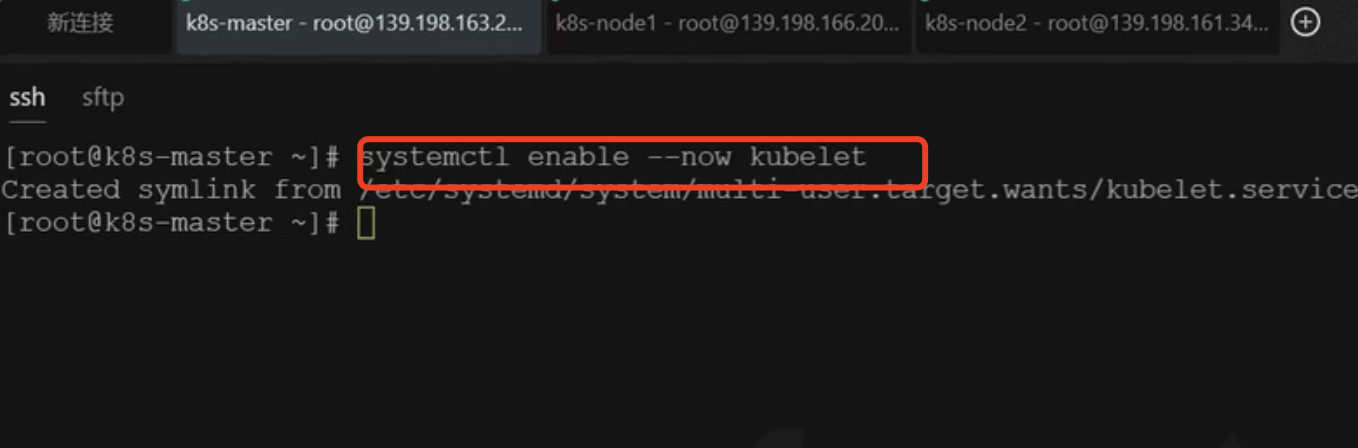 新连接 k8s-master - root@139.198.163.2... k8s-node1 - root@139.198.166.20... k8s-node2 - root@139.198.161.34...
ssh sftp
[root@k8s-master ~]# systemctl enable --now kubelet
Created symlink from /etc/systemd/system/multi-user.target.wants/kubelet.service
[root@k8s-master ~]#